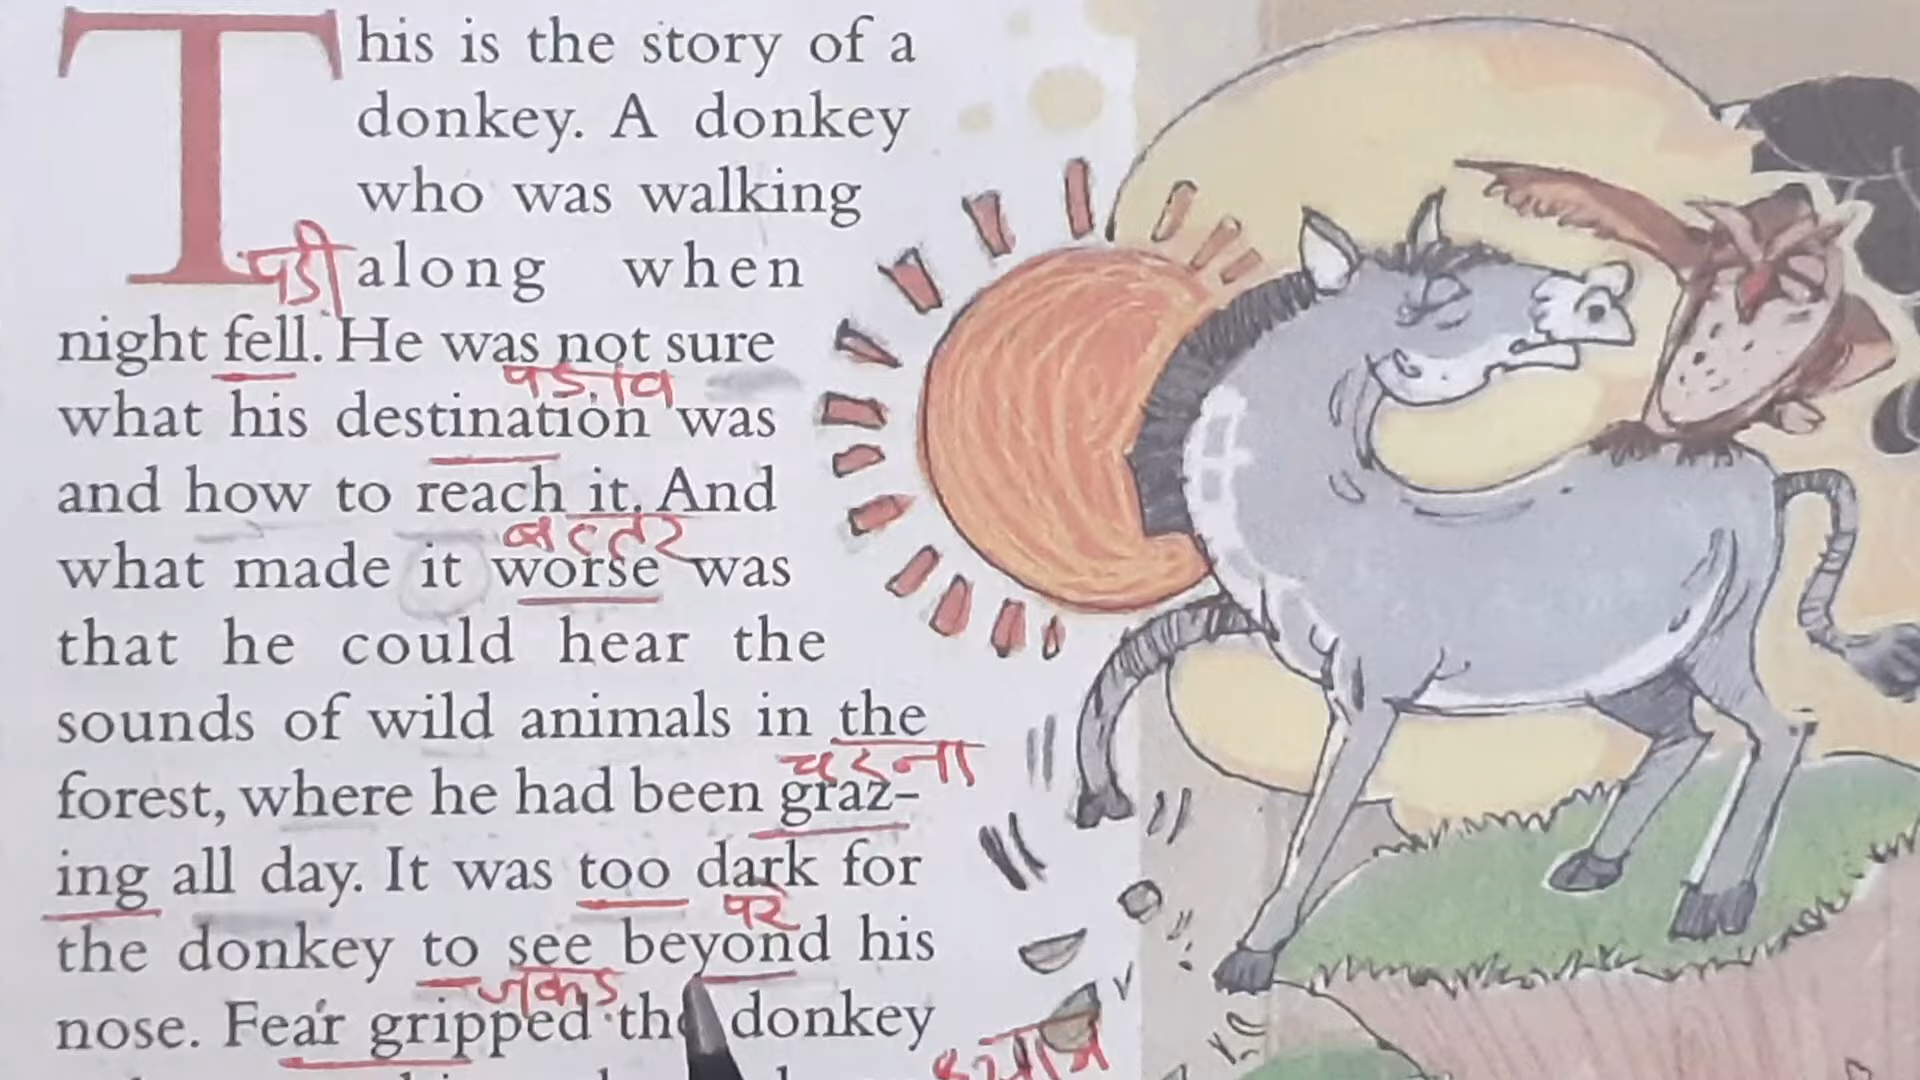 This is the story of a
donkey. A donkey
who was walking
पड़ी
along when
night fell. He was not sure
पड़ाव
what his destination was
and how to reach it. And
बदतर
what made it worse was
that he could hear the
sounds of wild animals in the
चरना
forest, where he had been graz-
ing all day. It was too dark for
परे
the donkey to see beyond his
जकड़
nose. Fear gripped the donkey